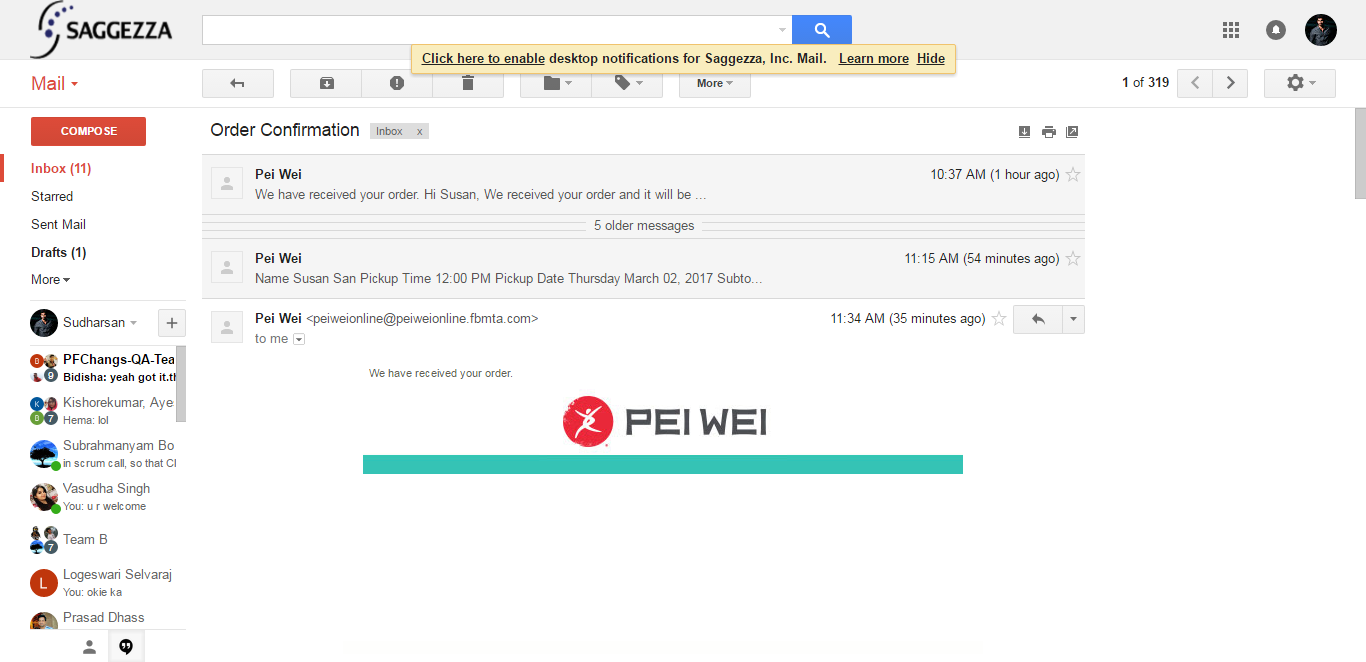 SAGGEZZA
Click here to enable desktop notifications for Saggezza, Inc. Mail. Learn more Hide
Mail
More
1 of 319
COMPOSE
Inbox (11)
Starred
Sent Mail
Drafts (1)
More
Sudharsan
PFChangs-QA-Tea
9
Bidisha: yeah got it.th
K
Kishorekumar, Aye
B 7
Hema: lol
Subrahmanyam Bo
in scrum call, so that Cl
Vasudha Singh
You: u r welcome
Team B
7
L
Logeswari Selvaraj
You: okie ka
Prasad Dhass
Order Confirmation
Inbox x
Pei Wei
10:37 AM (1 hour ago)
We have received your order. Hi Susan, We received your order and it will be ...
5 older messages
Pei Wei
11:15 AM (54 minutes ago)
Name Susan San Pickup Time 12:00 PM Pickup Date Thursday March 02, 2017 Subto...
Pei Wei <peiweionline@peiweionline.fbmta.com>
11:34 AM (35 minutes ago)
to me
We have received your order.
PEI WEI